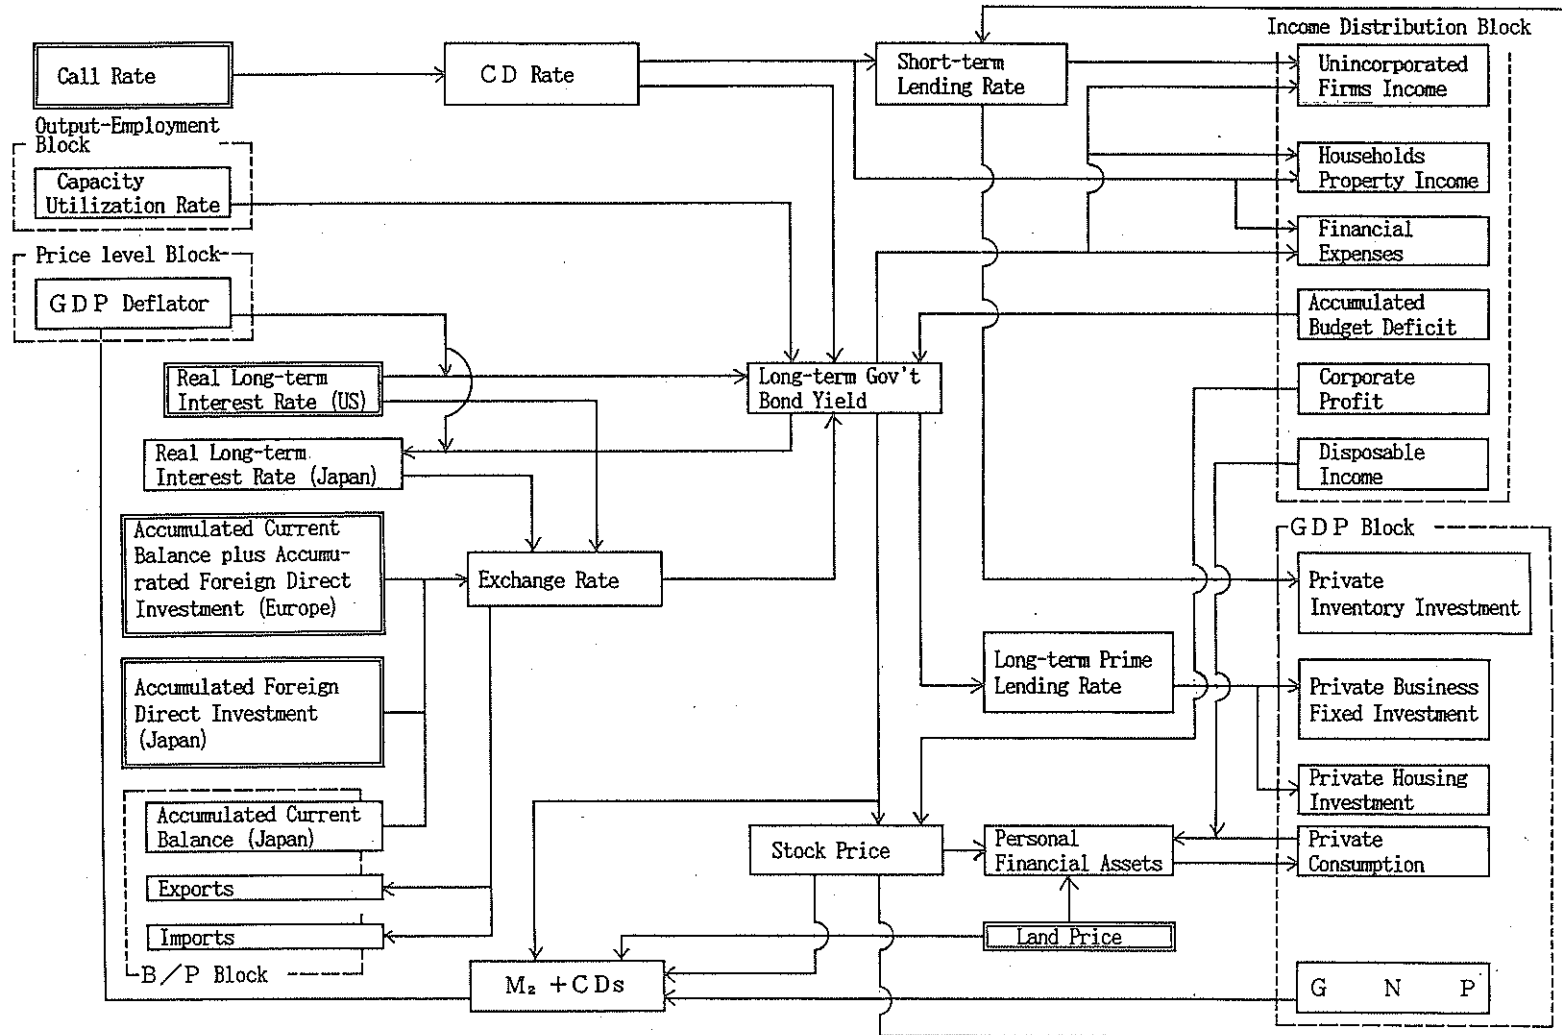 Income Distribution Block
Call Rate
CD Rate
Short-term
Lending Rate
Unincorporated
Firms Income
Output-Employment
Block
Capacity
Utilization Rate
Households
Property Income
Financial
Expenses
Price level Block
GDP Deflator
Accumulated
Budget Deficit
Real Long-term
Interest Rate (US)
Long-term Gov't
Bond Yield
Corporate
Profit
Real Long-term
Interest Rate (Japan)
Disposable
Income
Accumulated Current
Balance plus Accumu-
rated Foreign Direct
Investment (Europe)
Exchange Rate
GDP Block
Private
Inventory Investment
Long-term Prime
Lending Rate
Accumulated Foreign
Direct Investment
(Japan)
Private Business
Fixed Investment
Private Housing
Investment
Accumulated Current
Balance (Japan)
Stock Price
Personal
Financial Assets
Private
Consumption
Exports
Imports
Land Price
B/P Block
M₂ +CDs
G N P